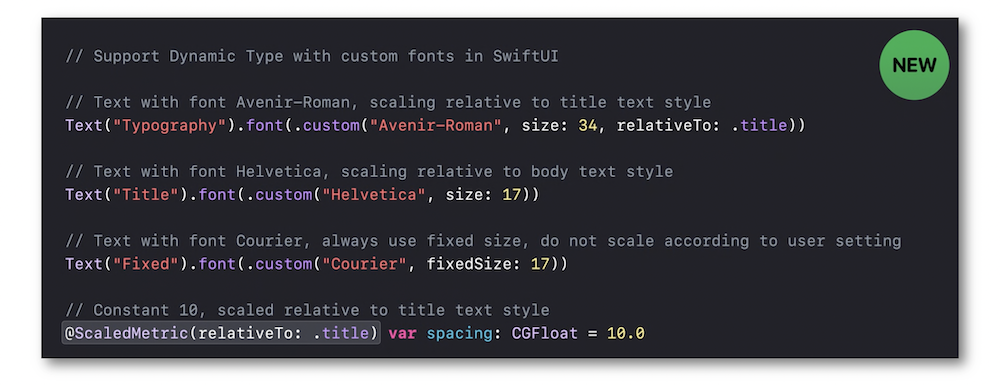 // Support Dynamic Type with custom fonts in SwiftUI
NEW
// Text with font Avenir-Roman, scaling relative to title text style
Text("Typography").font(.custom("Avenir-Roman", size: 34, relativeTo: .title))
// Text with font Helvetica, scaling relative to body text style
Text("Title").font(.custom("Helvetica", size: 17))
// Text with font Courier, always use fixed size, do not scale according to user setting
Text("Fixed").font(.custom("Courier", fixedSize: 17))
// Constant 10, scaled relative to title text style
@ScaledMetric(relativeTo: .title) var spacing: CGFloat = 10.0